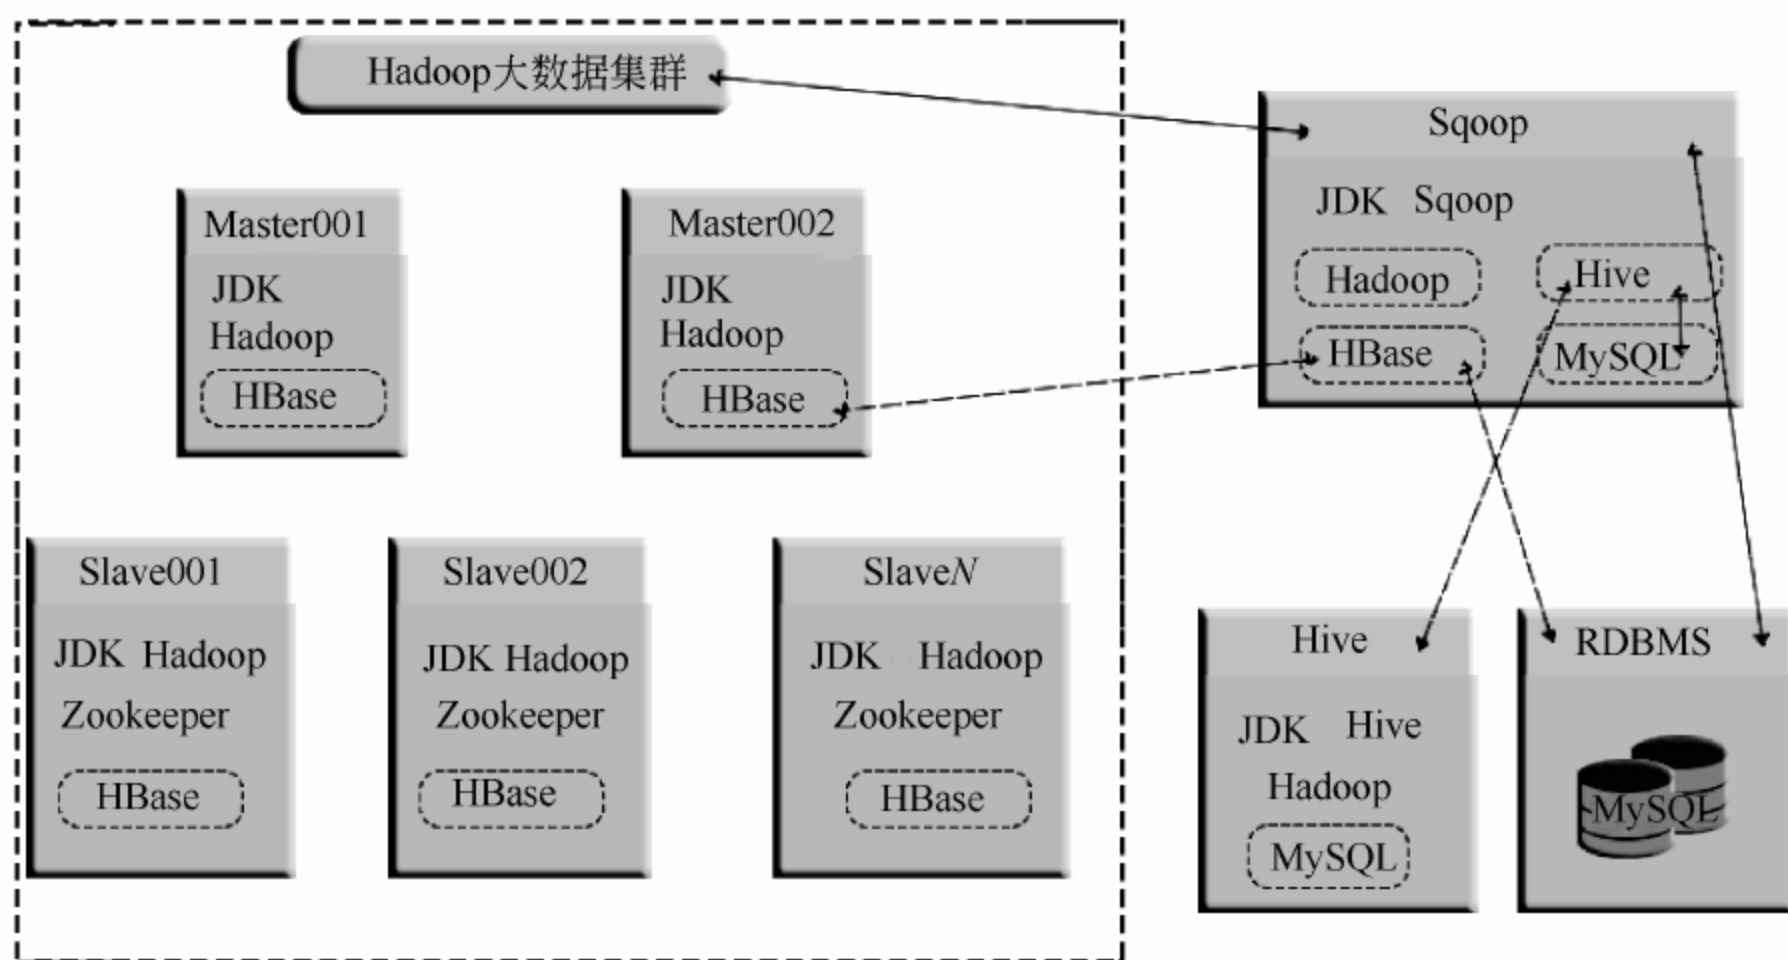 Hadoop大数据集群
Sqoop
JDK Sqoop
Hadoop
Hive
HBase
MySQL
Master001
JDK
Hadoop
HBase
Master002
JDK
Hadoop
HBase
Slave001
JDK Hadoop
Zookeeper
HBase
Slave002
JDK Hadoop
Zookeeper
HBase
SlaveN
JDK Hadoop
Zookeeper
HBase
Hive
JDK Hive
Hadoop
MySQL
RDBMS
MySQL